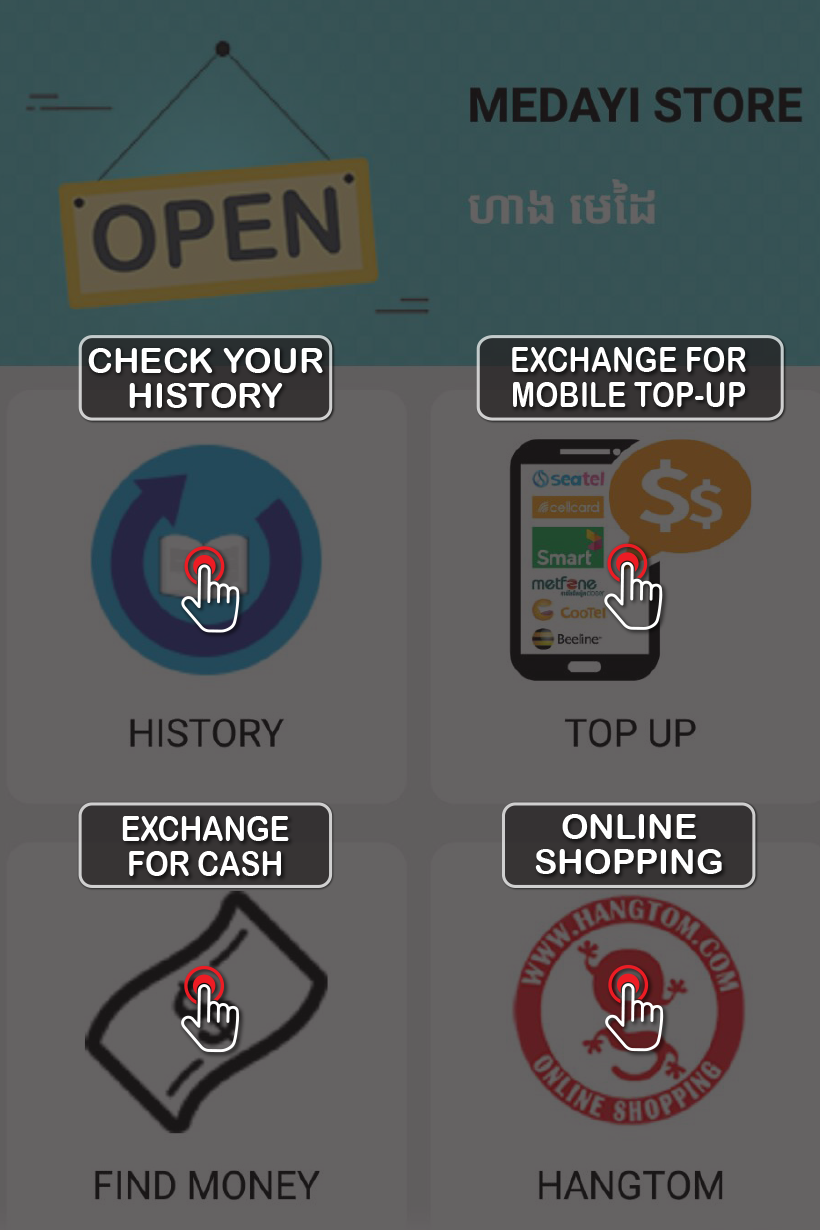 MEDAYI STORE
ហាង មេដៃ
OPEN
CHECK YOUR
HISTORY
EXCHANGE FOR
MOBILE TOP-UP
seatel
cellcard
Smart
metfone
CooTel
Beeline
$ $
HISTORY
TOP UP
EXCHANGE
FOR CASH
ONLINE
SHOPPING
WWW.HANGTOM.COM
ONLINE SHOPPING
FIND MONEY
HANGTOM